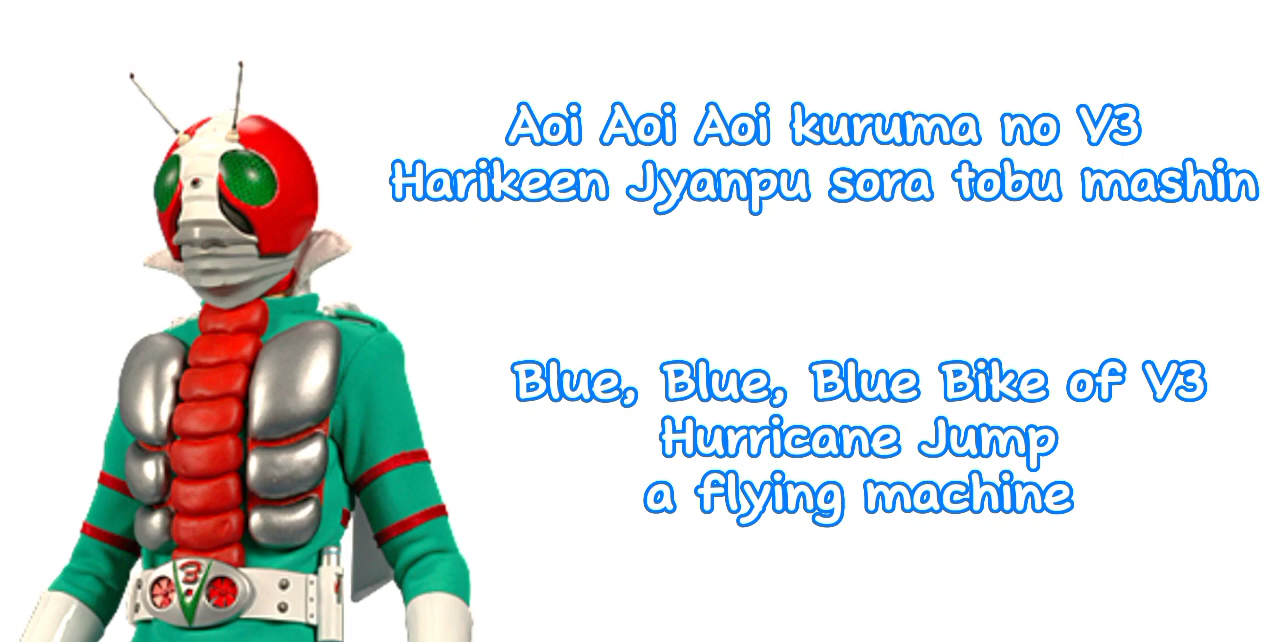 Aoi Aoi Aoi kuruma no V3
Harikeen Jyanpu sora tobu mashin
Blue, Blue, Blue Bike of V3
Hurricane Jump
a flying machine
3